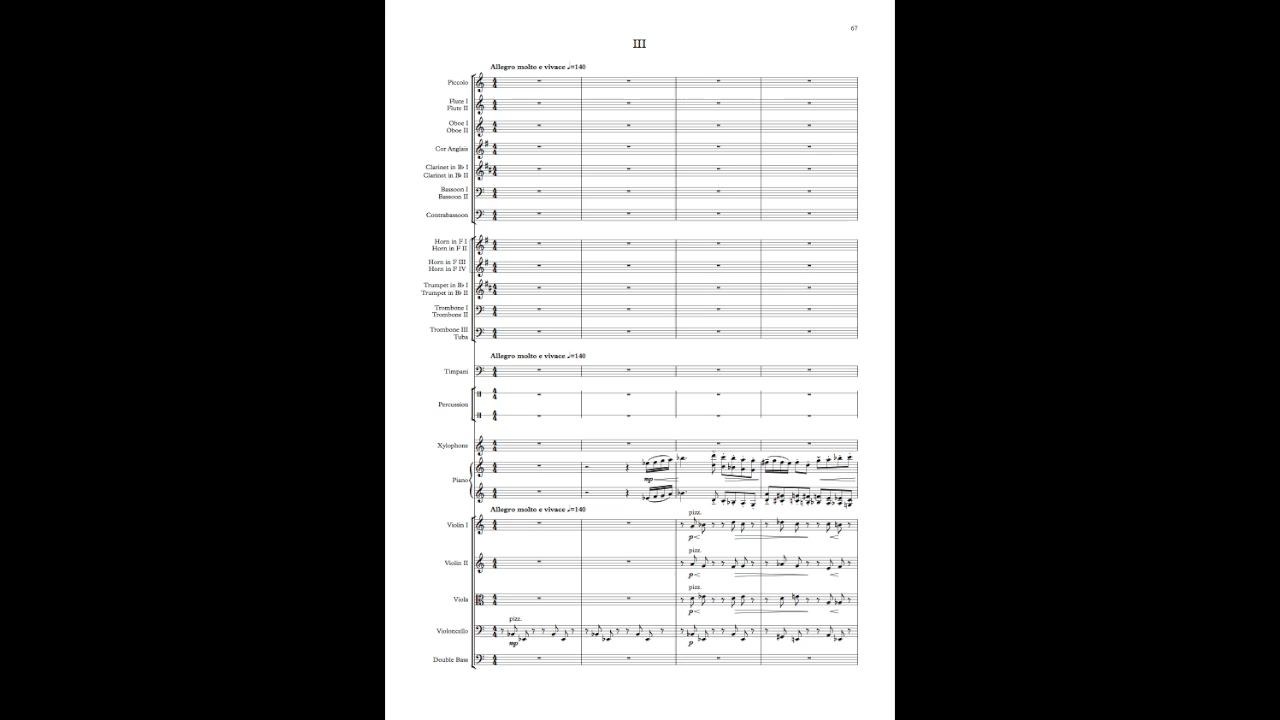 67
III
Allegro molto e vivace ♩=140
Piccolo
Flute I
Flute II
Oboe I
Oboe II
Cor Anglais
Clarinet in B♭ I
Clarinet in B♭ II
Bassoon I
Bassoon II
Contrabassoon
Horn in F I
Horn in F II
Horn in F III
Horn in F IV
Trumpet in B♭ I
Trumpet in B♭ II
Trombone I
Trombone II
Trombone III
Tuba
Allegro molto e vivace ♩=140
Timpani
Percussion
Xylophone
Piano
mp
Allegro molto e vivace ♩=140
pizz.
Violin I
p
pizz.
Violin II
p
pizz.
Viola
p
pizz.
Violoncello
mp
p
Double Bass